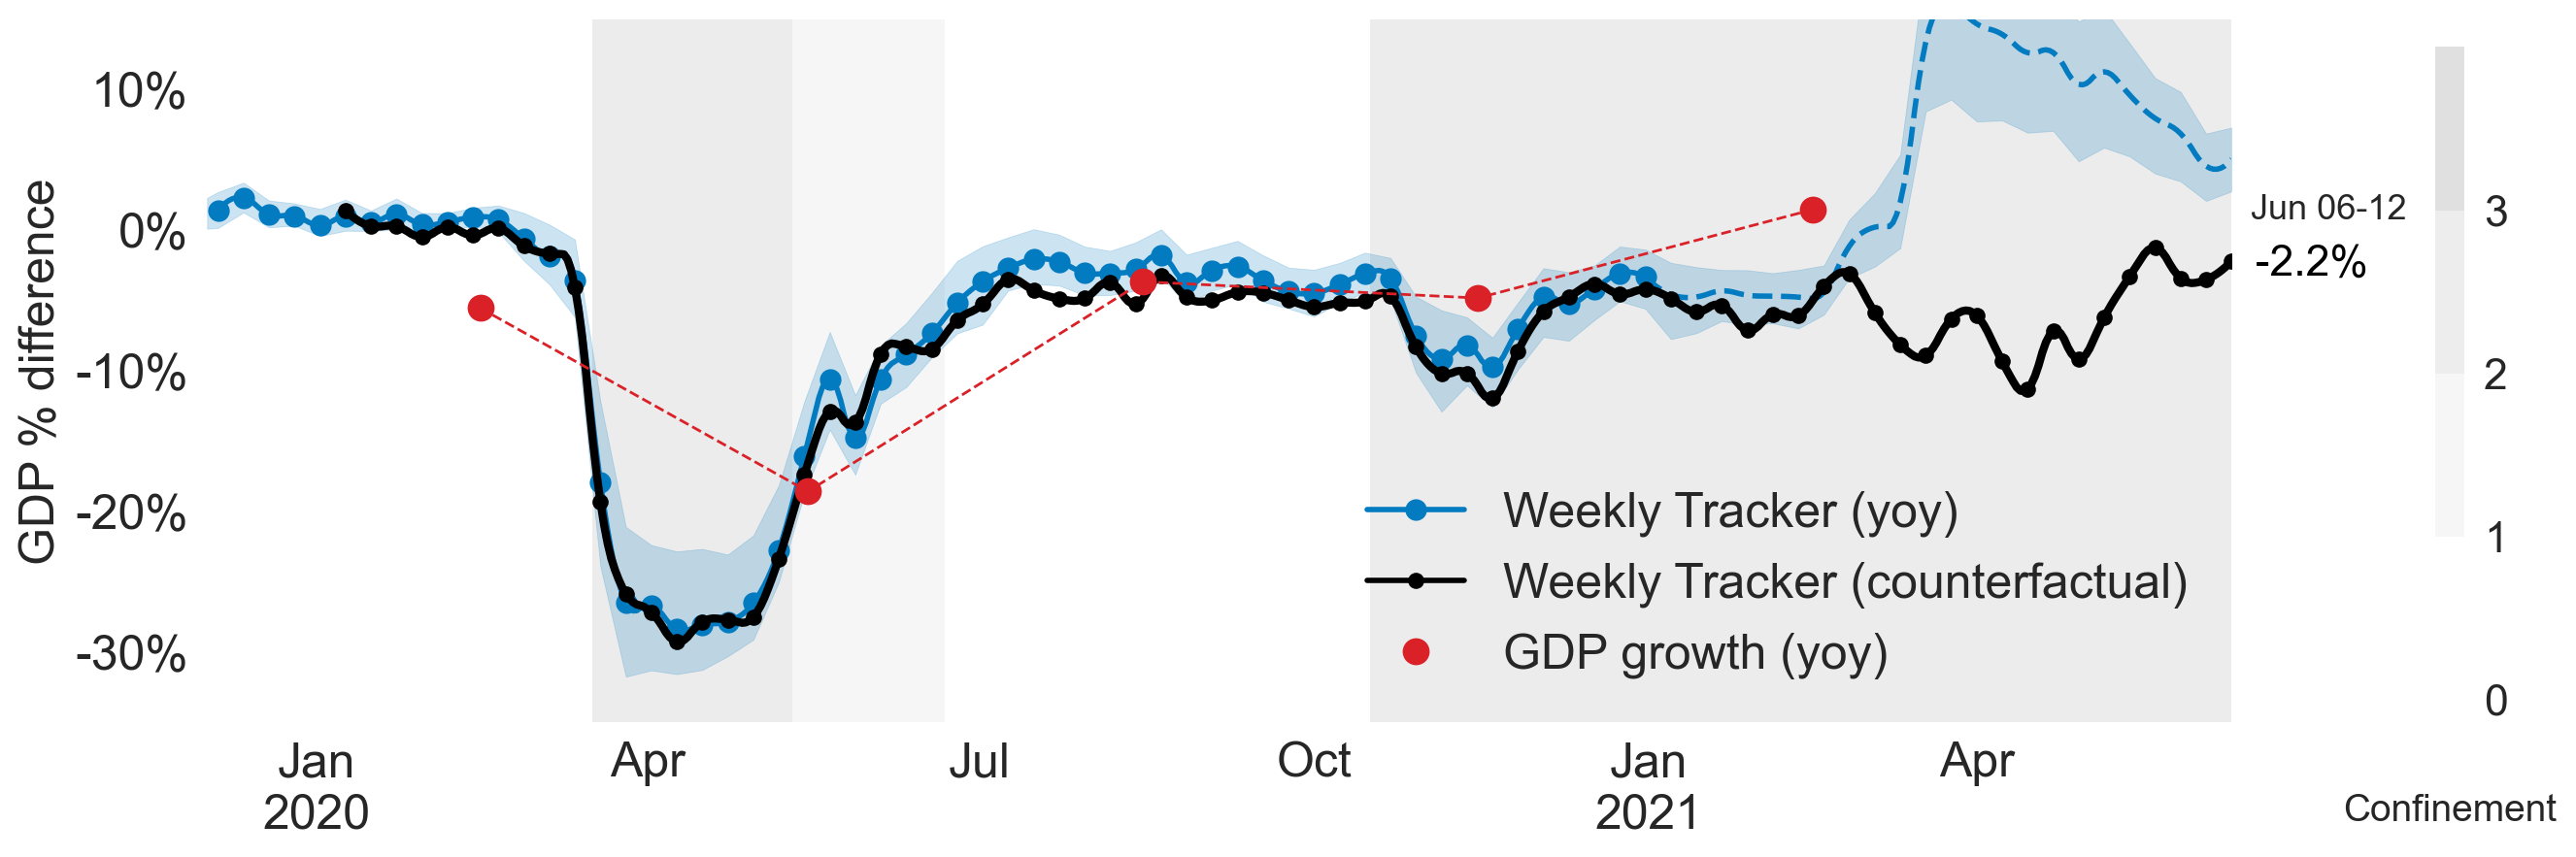 GDP % difference
10%
0%
-10%
-20%
-30%
Jan
2020
Apr
Jul
Oct
Jan
2021
Apr
Weekly Tracker (yoy)
Weekly Tracker (counterfactual)
GDP growth (yoy)
Jun 06-12
-2.2%
3
2
1
0
Confinement